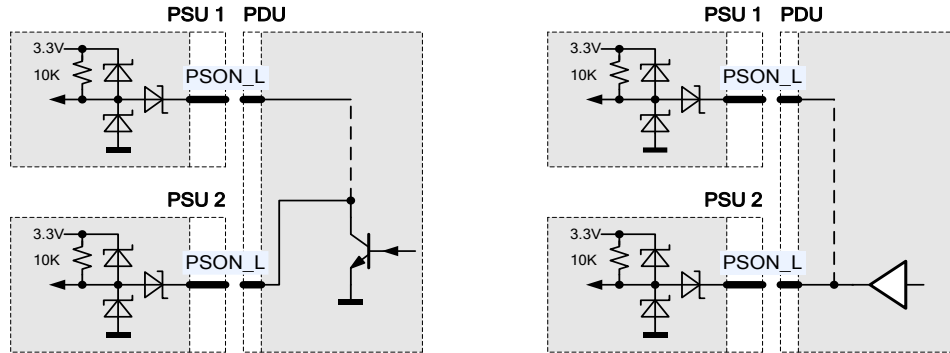 PSU 1 PDU
3.3V
10K
PSON_L
PSU 2
3.3V
10K
PSON_L
PSU 1 PDU
3.3V
10K
PSON_L
PSU 2
3.3V
10K
PSON_L